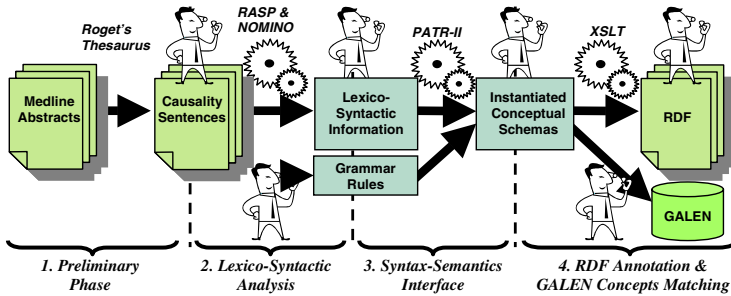 Roget's
Thesaurus
RASP &
NOMINO
PATR-II
XSLT
Medline
Abstracts
Causality
Sentences
Lexico-
Syntactic
Information
Instantiated
Conceptual
Schemas
RDF
Grammar
Rules
GALEN
1. Preliminary
Phase
2. Lexico-Syntactic
Analysis
3. Syntax-Semantics
Interface
4. RDF Annotation &
GALEN Concepts Matching